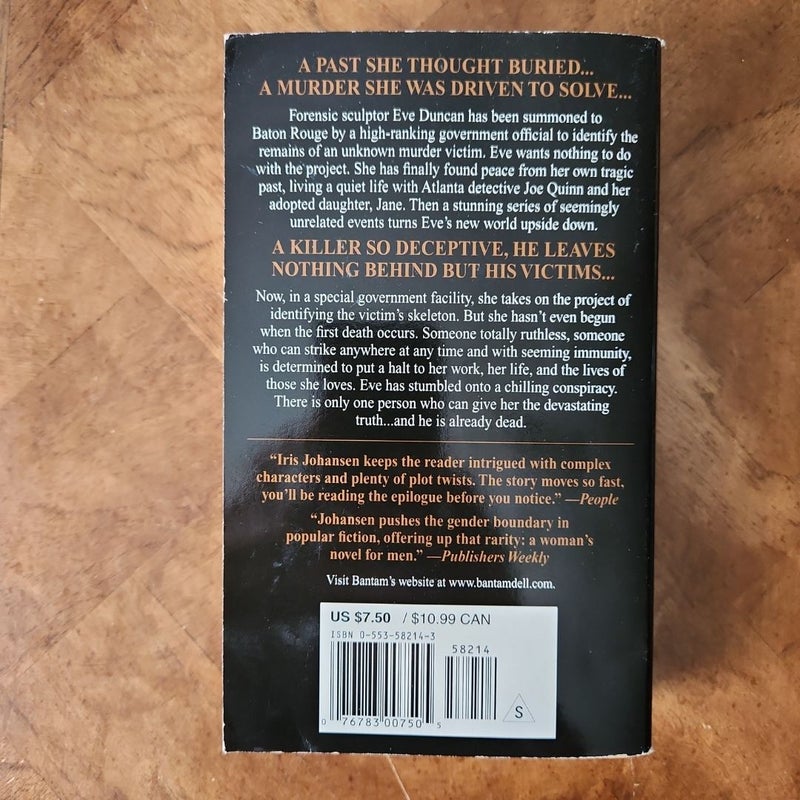 A PAST SHE THOUGHT BURIED...
A MURDER SHE WAS DRIVEN TO SOLVE...
Forensic sculptor Eve Duncan has been summoned to
Baton Rouge by a high-ranking government official to identify the
remains of an unknown murder victim. Eve wants nothing to do
with the project. She has finally found peace from her own tragic
past, living a quiet life with Atlanta detective Joe Quinn and her
adopted daughter, Jane. Then a stunning series of seemingly
unrelated events turns Eve's new world upside down.
A KILLER SO DECEPTIVE, HE LEAVES
NOTHING BEHIND BUT HIS VICTIMS...
Now, in a special government facility, she takes on the project of
identifying the victim's skeleton. But she hasn't even begun
when the first death occurs. Someone totally ruthless, someone
who can strike anywhere at any time and with seeming immunity,
is determined to put a halt to her work, her life, and the lives of
those she loves. Eve has stumbled onto a chilling conspiracy.
There is only one person who can give her the devastating
truth...and he is already dead.
“Iris Johansen keeps the reader intrigued with complex
characters and plenty of plot twists. The story moves so fast,
you'll be reading the epilogue before you notice.” —People
“Johansen pushes the gender boundary in
popular fiction, offering up that rarity: a woman's
novel for men.” —Publishers Weekly
Visit Bantam's website at www.bantamdell.com.
US $7.50 / $10.99 CAN
ISBN 0-553-58214-3
58214
S
0 76783 00750 5